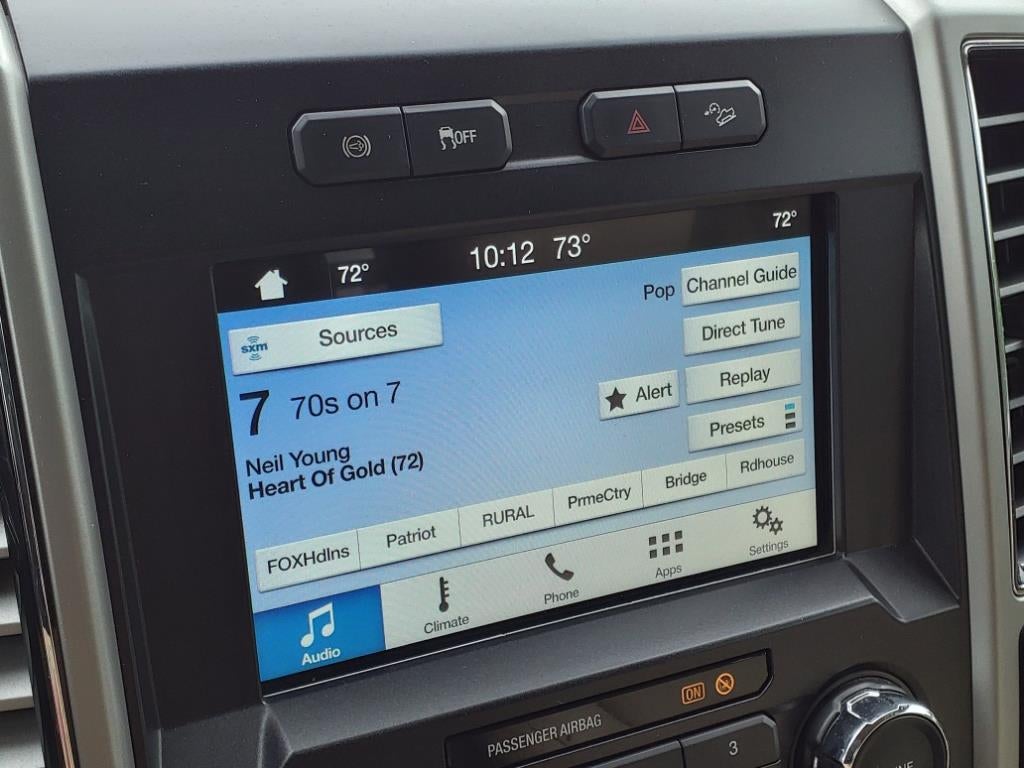 OFF
72° 10:12 73° 72°
sxm Sources
Pop Channel Guide
Direct Tune
7 70s on 7
Alert
Replay
Presets
Neil Young
Heart Of Gold (72)
FOXHdlns Patriot RURAL PrmeCtry Bridge Rdhouse
Audio Climate Phone Apps Settings
PASSENGER AIRBAG ON
3